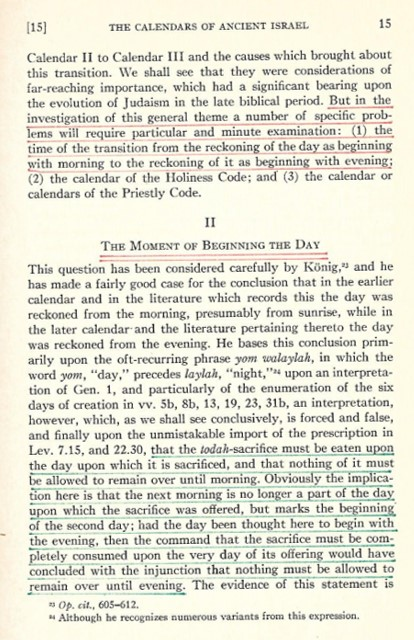 [15]	THE CALENDARS OF ANCIENT ISRAEL	15
Calendar II to Calendar III and the causes which brought about
this transition. We shall see that they were considerations of
far-reaching importance, which had a significant bearing upon
the evolution of Judaism in the late biblical period. But in the
investigation of this general theme a number of specific prob-
lems will require particular and minute examination: (1) the
time of the transition from the reckoning of the day as beginning
with morning to the reckoning of it as beginning with evening;
(2) the calendar of the Holiness Code; and (3) the calendar or
calendars of the Priestly Code.
II
THE MOMENT OF BEGINNING THE DAY
This question has been considered carefully by König,²³ and he
has made a fairly good case for the conclusion that in the earlier
calendar and in the literature which records this the day was
reckoned from the morning, presumably from sunrise, while in
the later calendar and the literature pertaining thereto the day
was reckoned from the evening. He bases this conclusion prim-
arily upon the oft-recurring phrase yom walaylah, in which the
word yom, “day,” precedes laylah, “night,”²⁴ upon an interpreta-
tion of Gen. 1, and particularly of the enumeration of the six
days of creation in vv. 5b, 8b, 13, 19, 23, 31b, an interpretation,
however, which, as we shall see conclusively, is forced and false,
and finally upon the unmistakable import of the prescription in
Lev. 7.15, and 22.30, that the todah-sacrifice must be eaten upon
the day upon which it is sacrificed, and that nothing of it must
be allowed to remain over until morning. Obviously the implica-
tion here is that the next morning is no longer a part of the day
upon which the sacrifice was offered, but marks the beginning
of the second day; had the day been thought here to begin with
the evening, then the command that the sacrifice must be com-
pletely consumed upon the very day of its offering would have
concluded with the injunction that nothing must be allowed to
remain over until evening. The evidence of this statement is
²³ Op. cit., 605–612.
²⁴ Although he recognizes numerous variants from this expression.